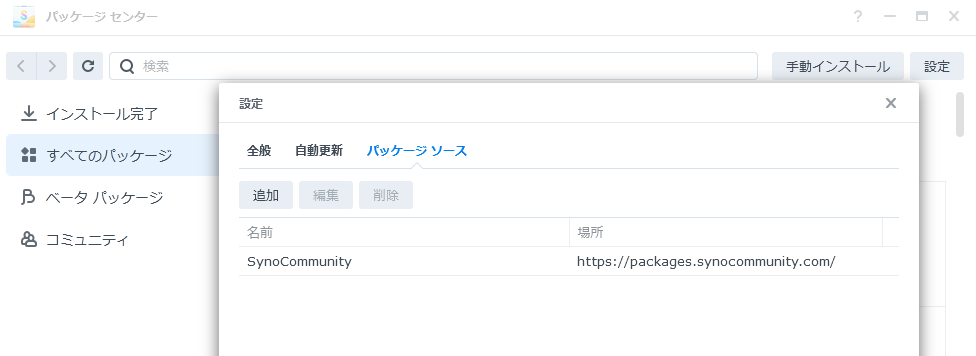 パッケージ センター
検索
手動インストール
設定
インストール完了
すべてのパッケージ
ベータ パッケージ
コミュニティ
設定
全般 自動更新 パッケージ ソース
追加 編集 削除
名前 場所
SynoCommunity https://packages.synocommunity.com/